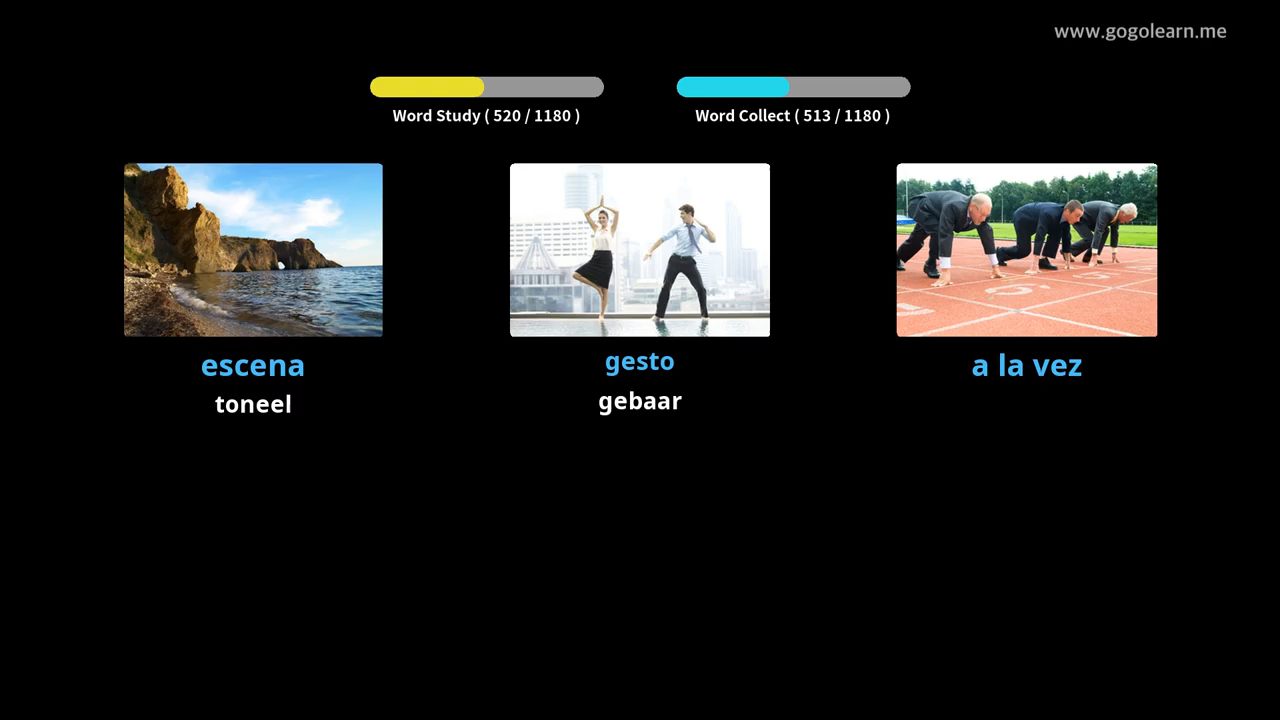 www.gogolearn.me
Word Study ( 520 / 1180 )
Word Collect ( 513 / 1180 )
escena
toneel
gesto
gebaar
a la vez